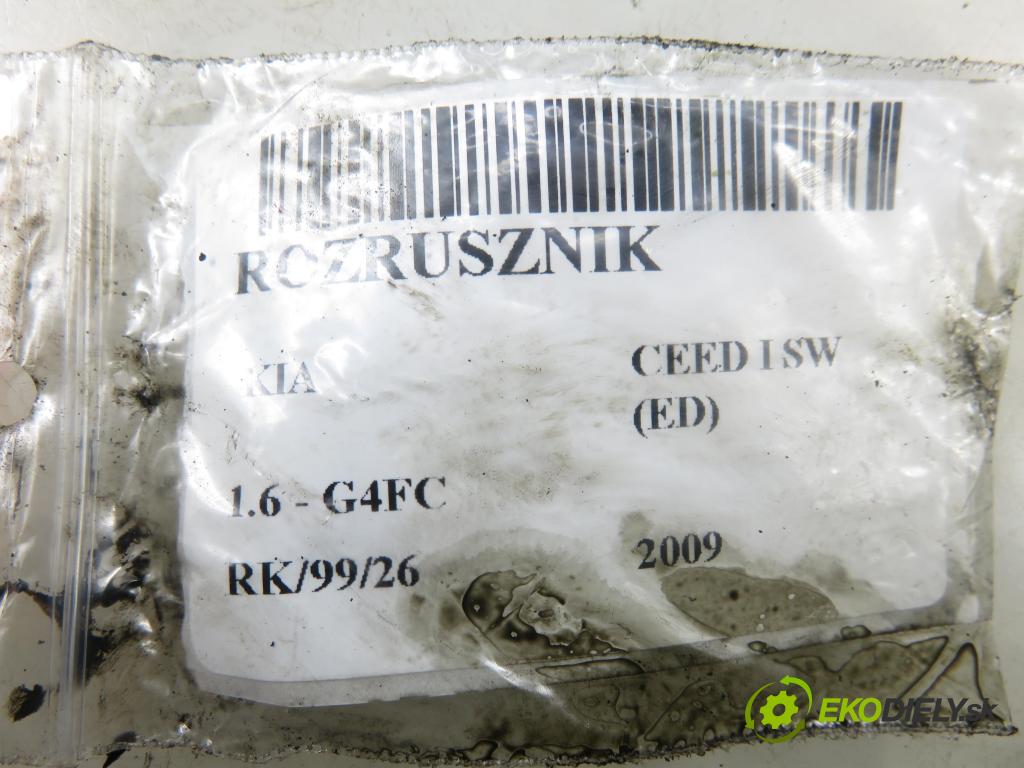 ROZRUSZNIK
KIA
CEED I SW
(ED)
1.6 - G4FC
RK/99/26
2009
EKODIELY.sk